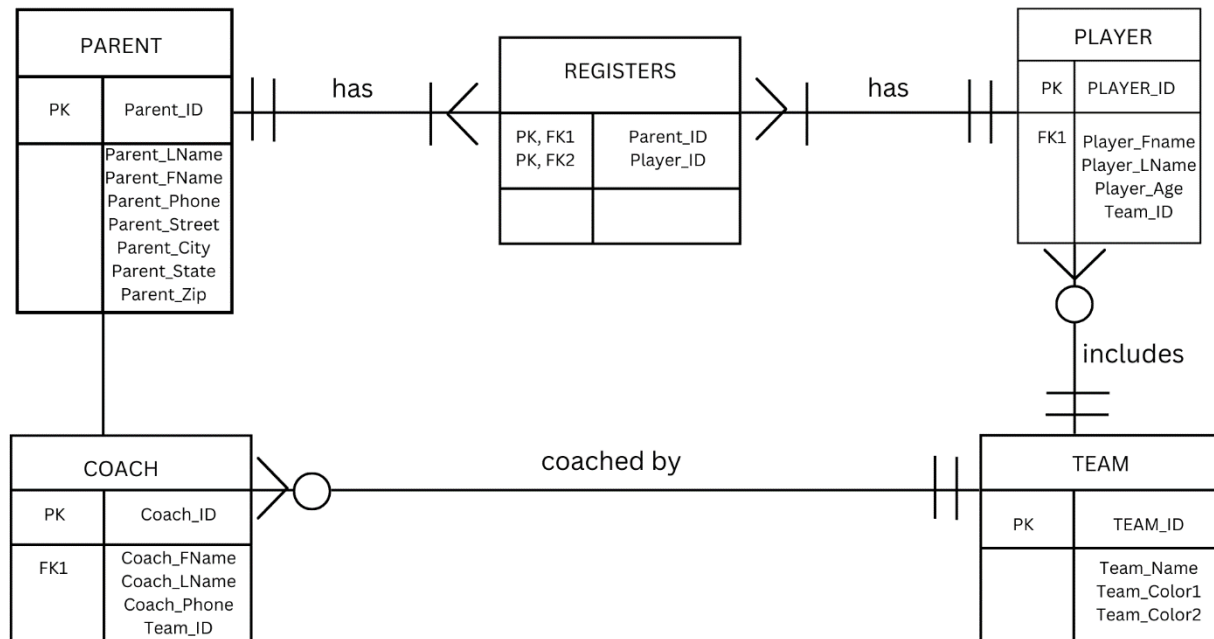 PARENT
PK Parent_ID
Parent_LName
Parent_FName
Parent_Phone
Parent_Street
Parent_City
Parent_State
Parent_Zip
has
REGISTERS
PK, FK1 Parent_ID
PK, FK2 Player_ID
has
PLAYER
PK PLAYER_ID
FK1 Player_Fname
Player_LName
Player_Age
Team_ID
includes
COACH
PK Coach_ID
FK1 Coach_FName
Coach_LName
Coach_Phone
Team_ID
coached by
TEAM
PK TEAM_ID
Team_Name
Team_Color1
Team_Color2